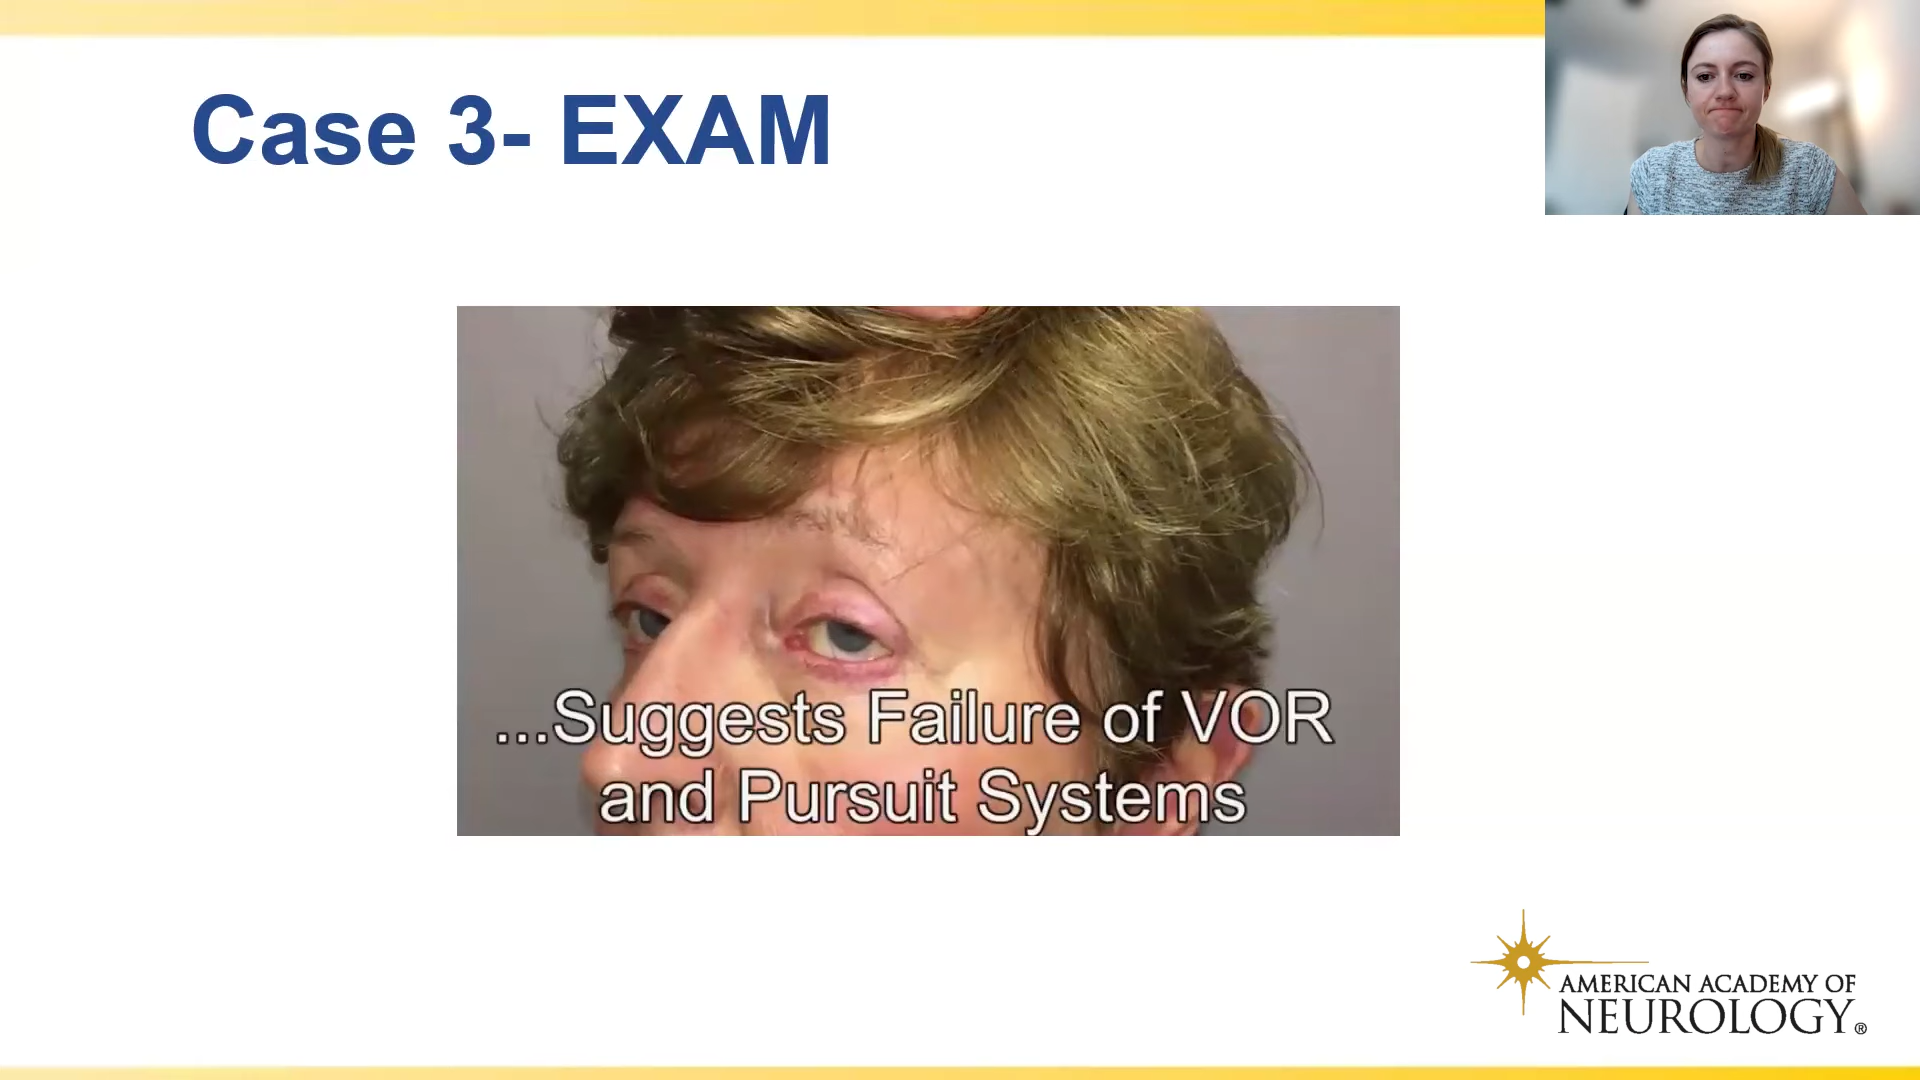 Case 3- EXAM
...Suggests Failure of VOR
and Pursuit Systems
AMERICAN ACADEMY OF
NEUROLOGY®